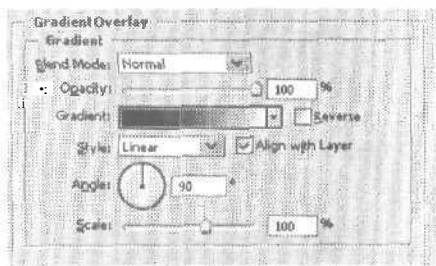 Gradient Overlay
Gradient
Blend Mode: Normal
Opacity: 100 %
Gradient: Reverse
Style: Linear Align with Layer
Angle: 90 °
Scale: 100 %